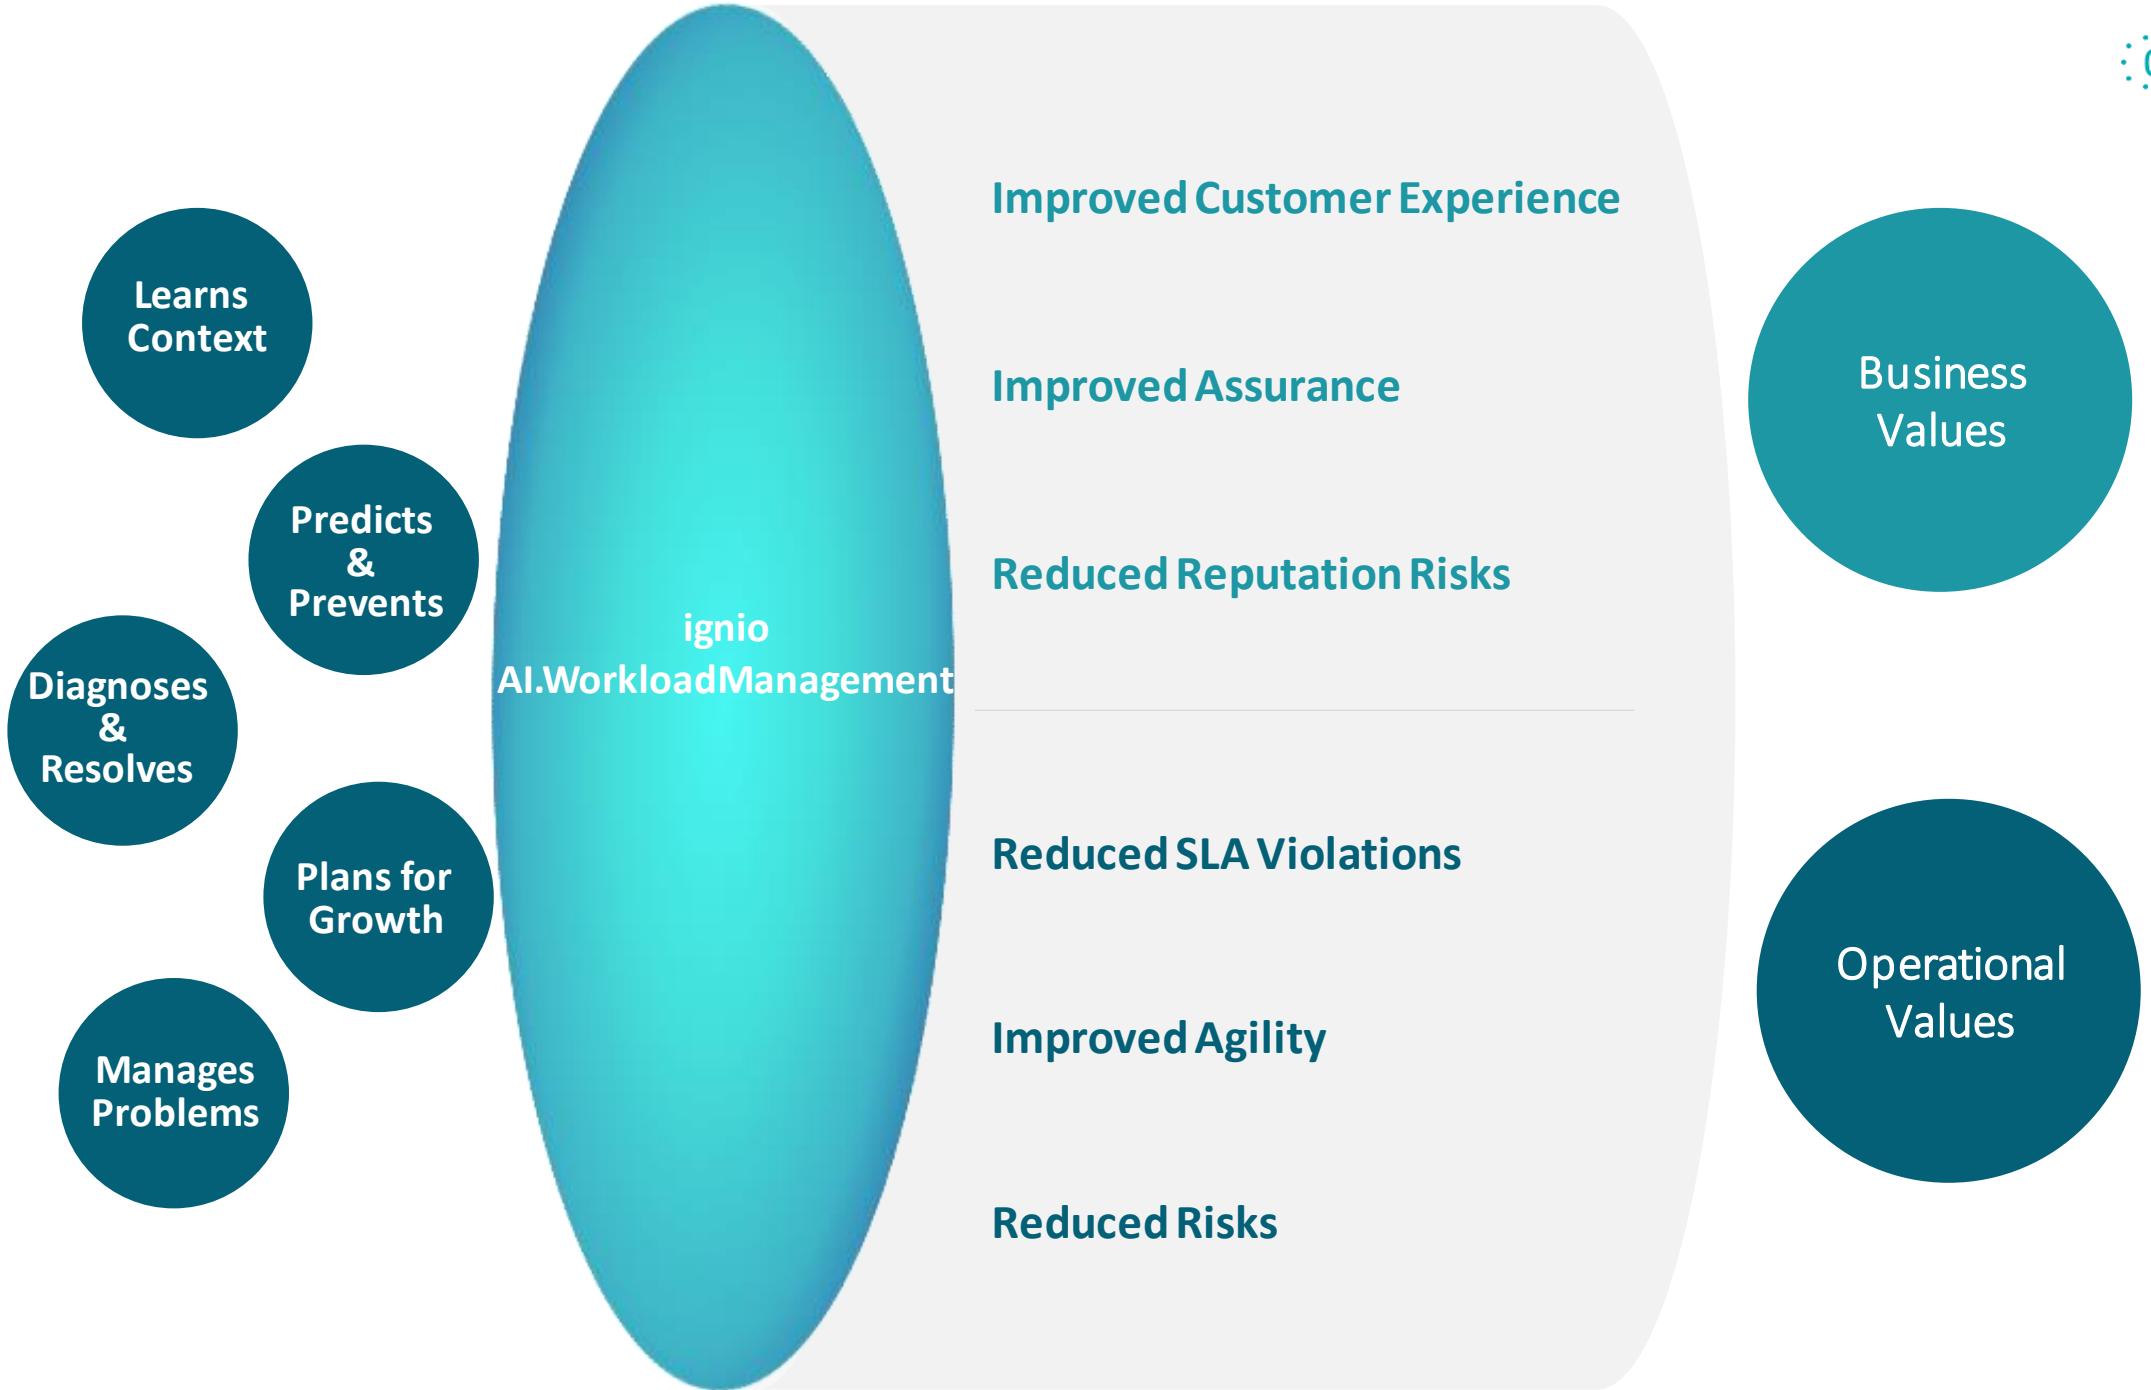 Learns
Context
Predicts
&
Prevents
Diagnoses
&
Resolves
Plans for
Growth
Manages
Problems
ignio
AI.WorkloadManagement
Improved Customer Experience
Improved Assurance
Reduced Reputation Risks
Reduced SLA Violations
Improved Agility
Reduced Risks
Business
Values
Operational
Values